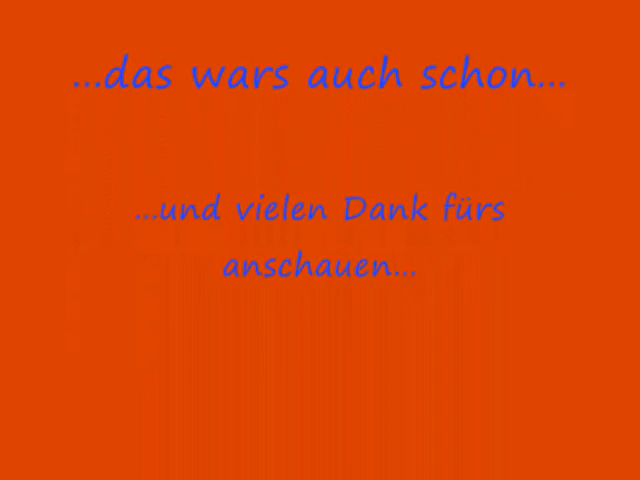 ...das wars auch schon...
...und vielen Dank fürs
anschauen...